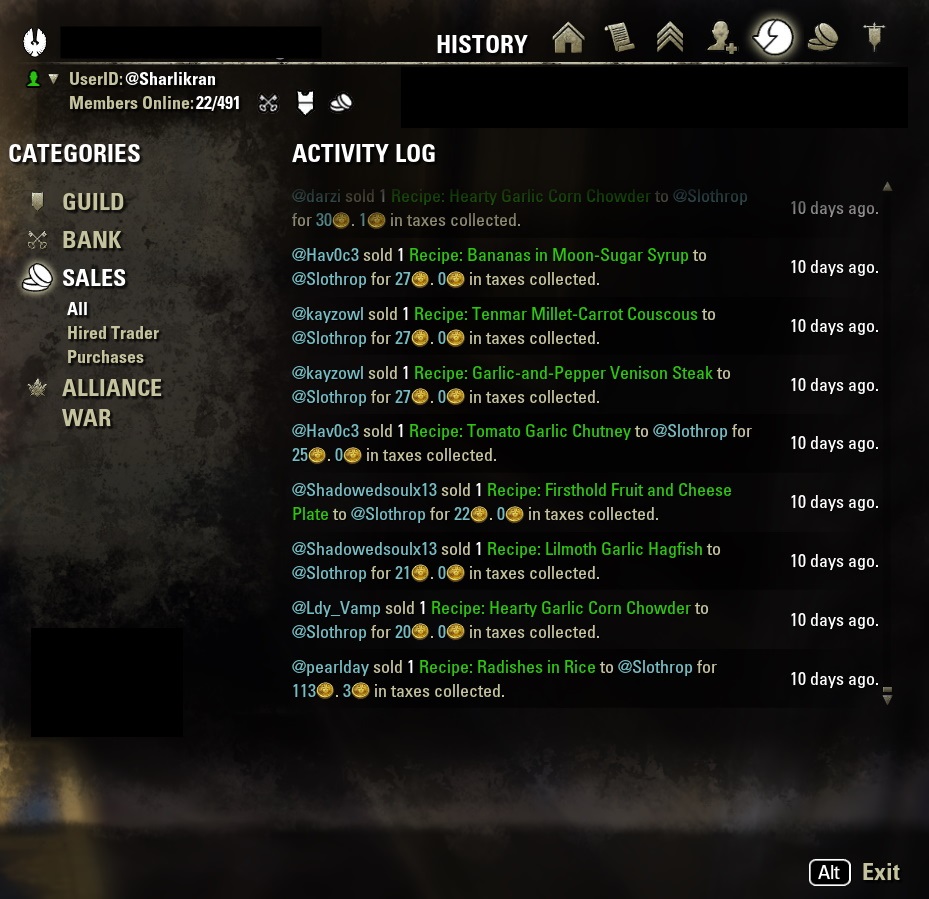 HISTORY
UserID: @Sharlikran
Members Online: 22/491
CATEGORIES
GUILD
BANK
SALES
All
Hired Trader
Purchases
ALLIANCE
WAR
ACTIVITY LOG
@darzi sold 1 Recipe: Hearty Garlic Corn Chowder to @Slothrop
for 30. 1 in taxes collected.
10 days ago.
@Hav0c3 sold 1 Recipe: Bananas in Moon-Sugar Syrup to
@Slothrop for 27. 0 in taxes collected.
10 days ago.
@kayzowl sold 1 Recipe: Tenmar Millet-Carrot Couscous to
@Slothrop for 27. 0 in taxes collected.
10 days ago.
@kayzowl sold 1 Recipe: Garlic-and-Pepper Venison Steak to
@Slothrop for 27. 0 in taxes collected.
10 days ago.
@Hav0c3 sold 1 Recipe: Tomato Garlic Chutney to @Slothrop for
25. 0 in taxes collected.
10 days ago.
@Shadowedsoulx13 sold 1 Recipe: Firsthold Fruit and Cheese
Plate to @Slothrop for 22. 0 in taxes collected.
10 days ago.
@Shadowedsoulx13 sold 1 Recipe: Lilmoth Garlic Hagfish to
@Slothrop for 21. 0 in taxes collected.
10 days ago.
@Ldy_Vamp sold 1 Recipe: Hearty Garlic Corn Chowder to
@Slothrop for 20. 0 in taxes collected.
10 days ago.
@pearlday sold 1 Recipe: Radishes in Rice to @Slothrop for
113. 3 in taxes collected.
10 days ago.
Alt Exit